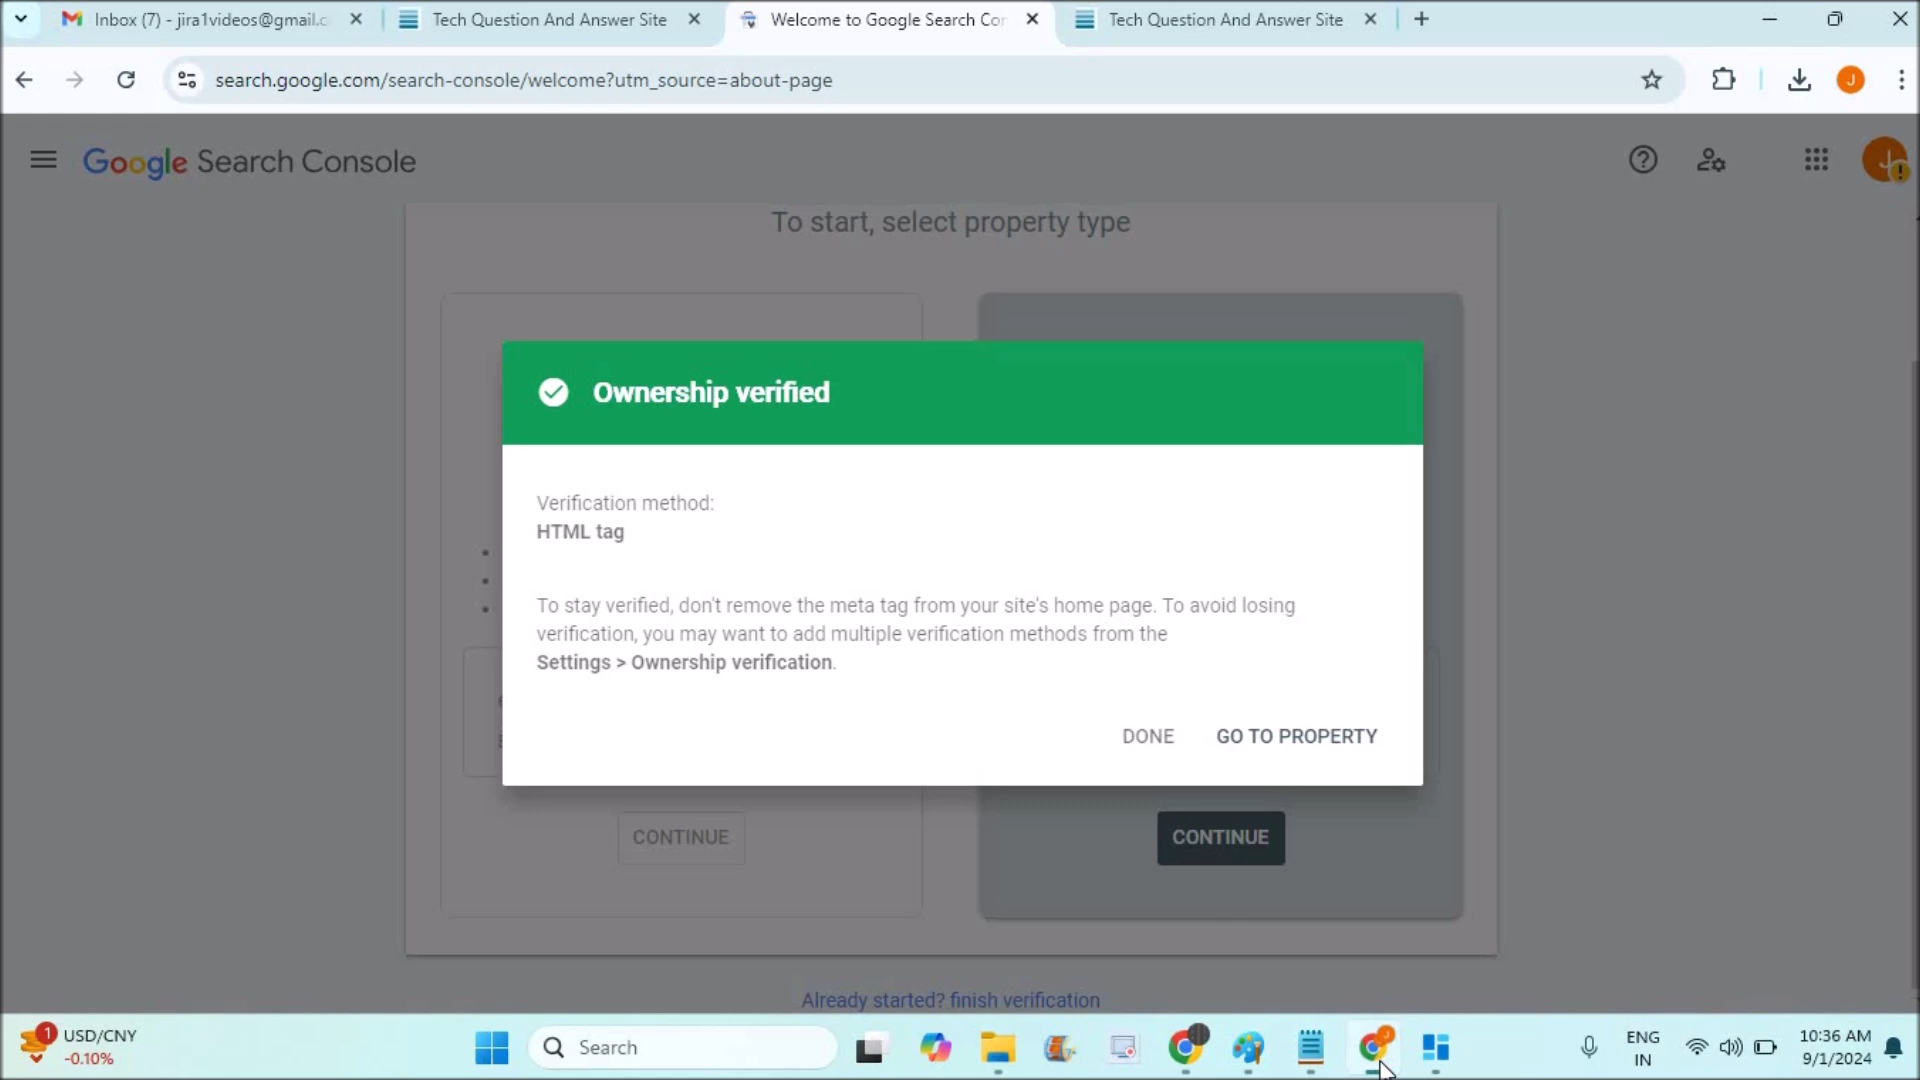 Inbox (7) - jira1videos@gmail.c
Tech Question And Answer Site
Welcome to Google Search Con
Tech Question And Answer Site
search.google.com/search-console/welcome?utm_source=about-page
J
Google Search Console
J
To start, select property type
Ownership verified
Verification method:
HTML tag
To stay verified, don't remove the meta tag from your site's home page. To avoid losing
verification, you may want to add multiple verification methods from the
Settings > Ownership verification.
DONE GO TO PROPERTY
CONTINUE
CONTINUE
Already started? finish verification
1
USD/CNY
-0.10%
Search
J
ENG
IN
10:36 AM
9/1/2024